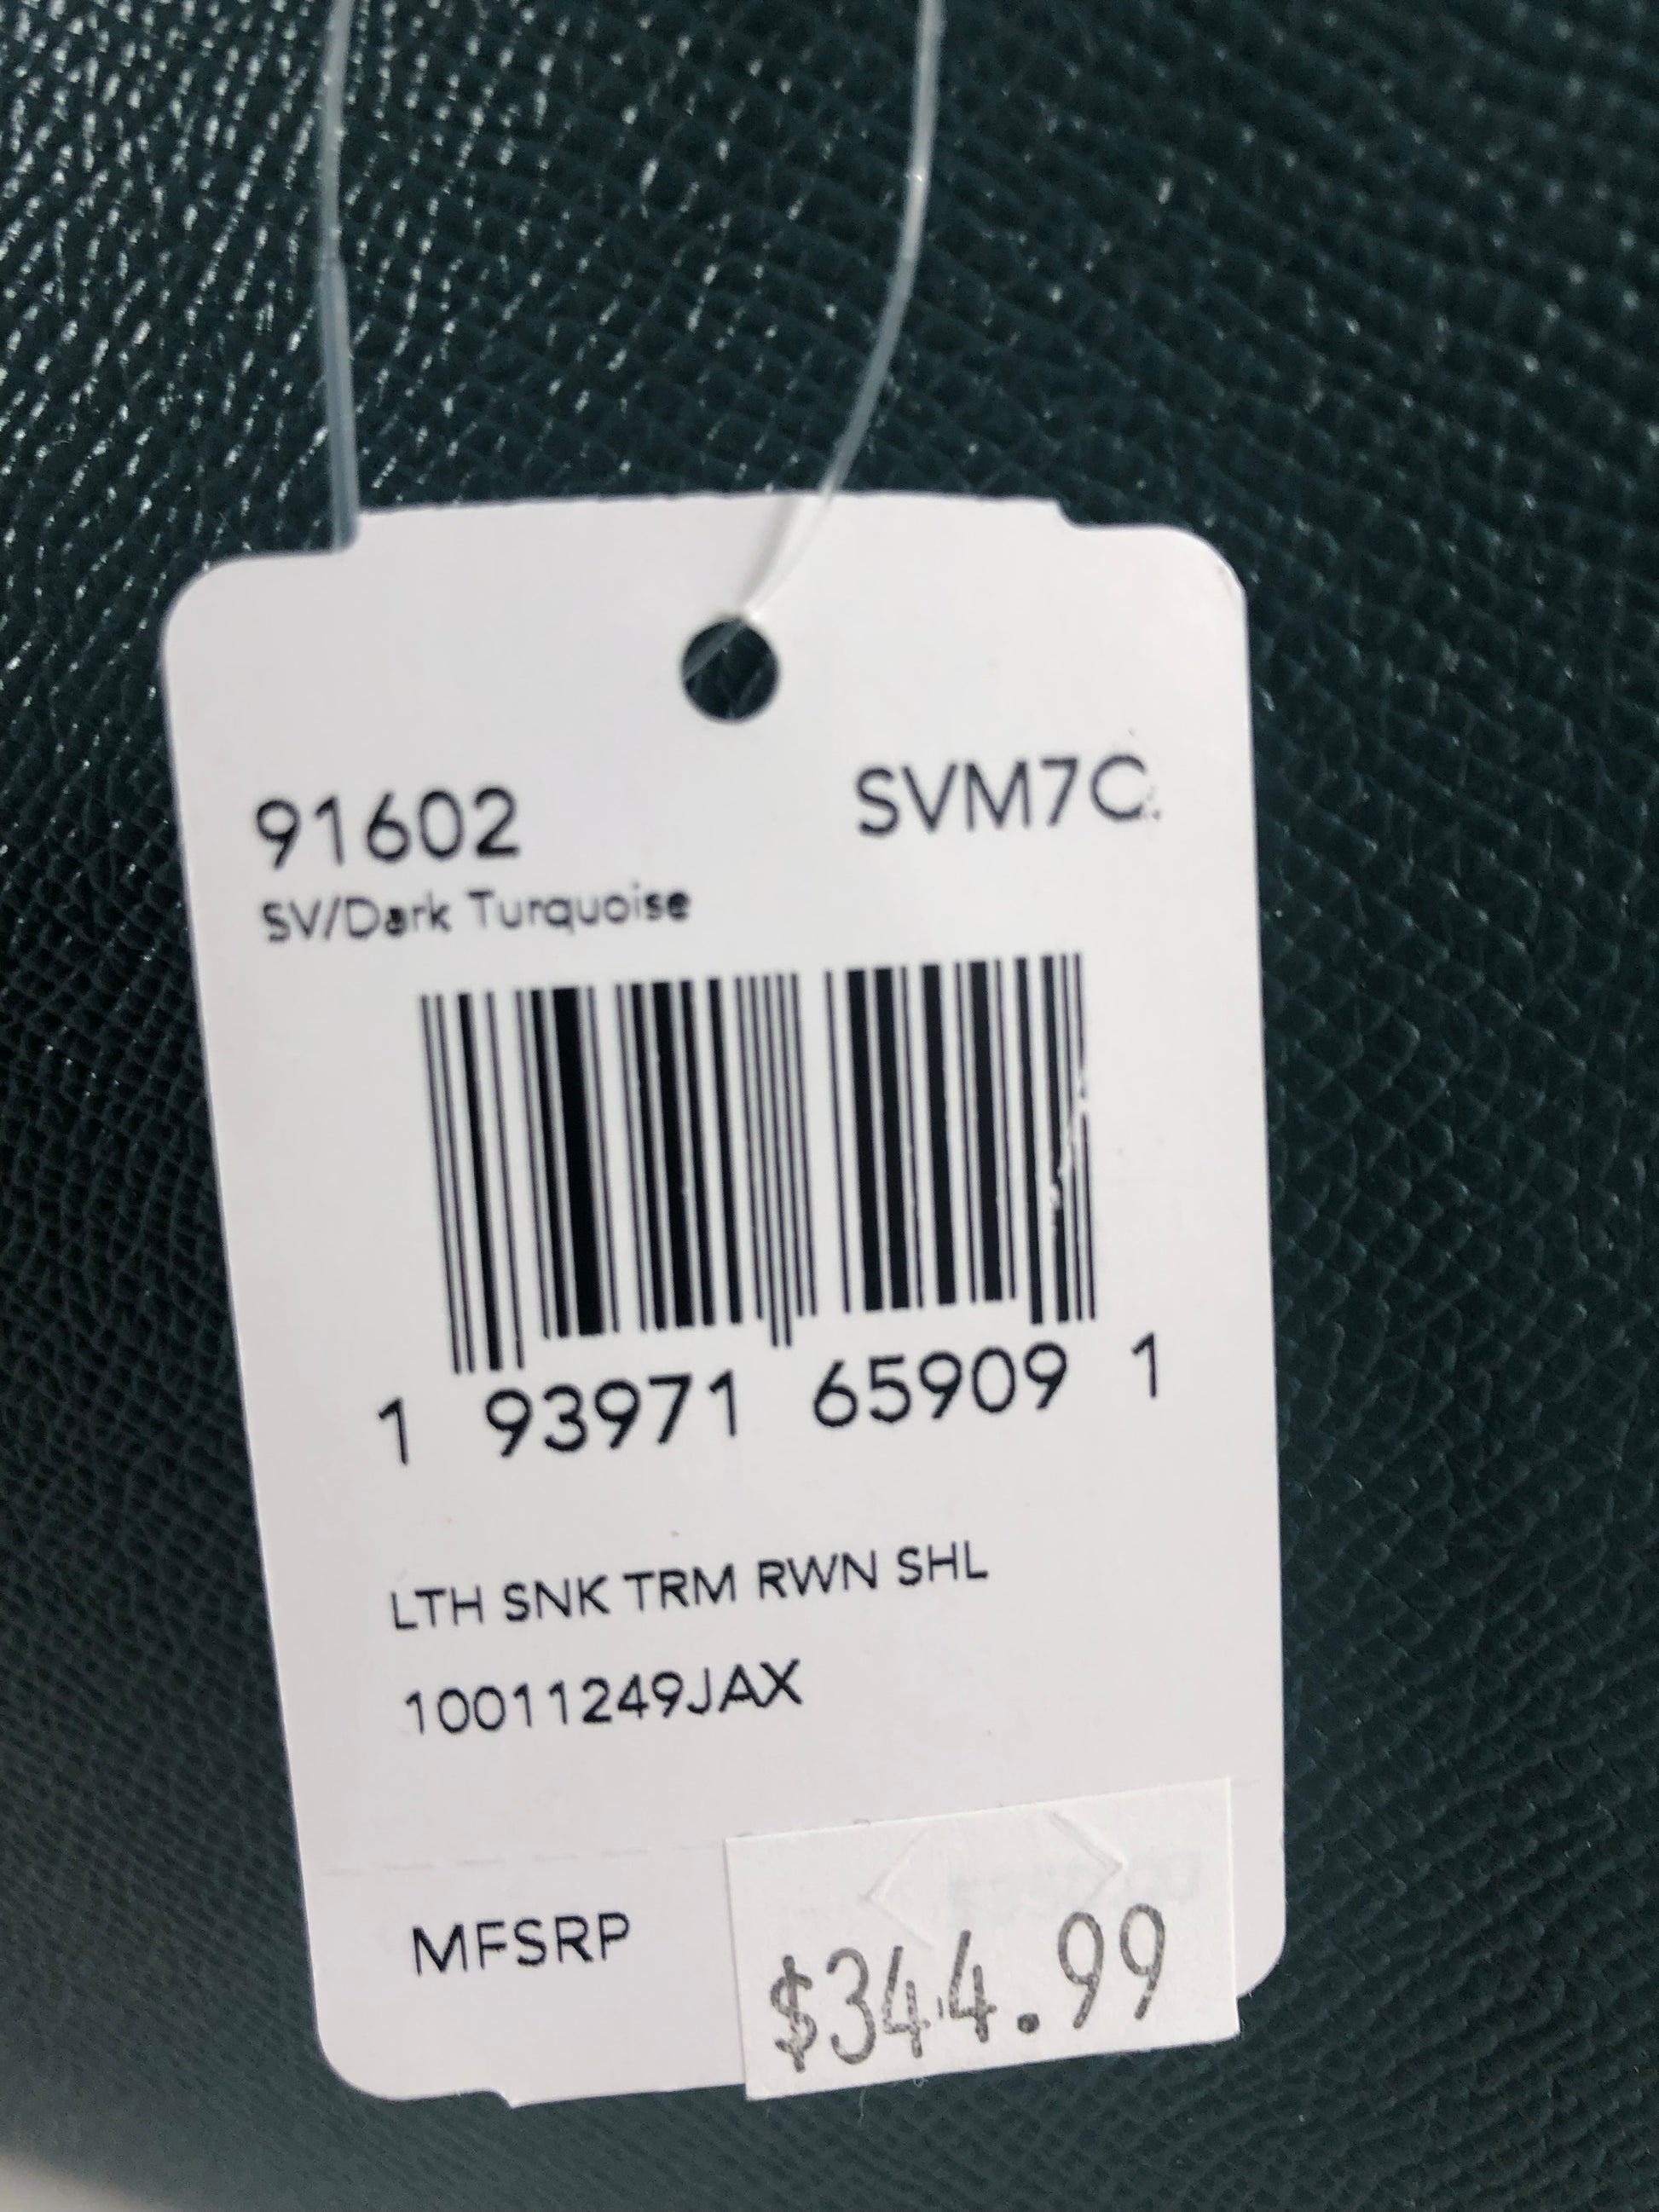 91602 SVM7C
SV/Dark Turquoise
1 93971 65909 1
LTH SNK TRM RWN SHL
10011249JAX
MFSRP $344.99